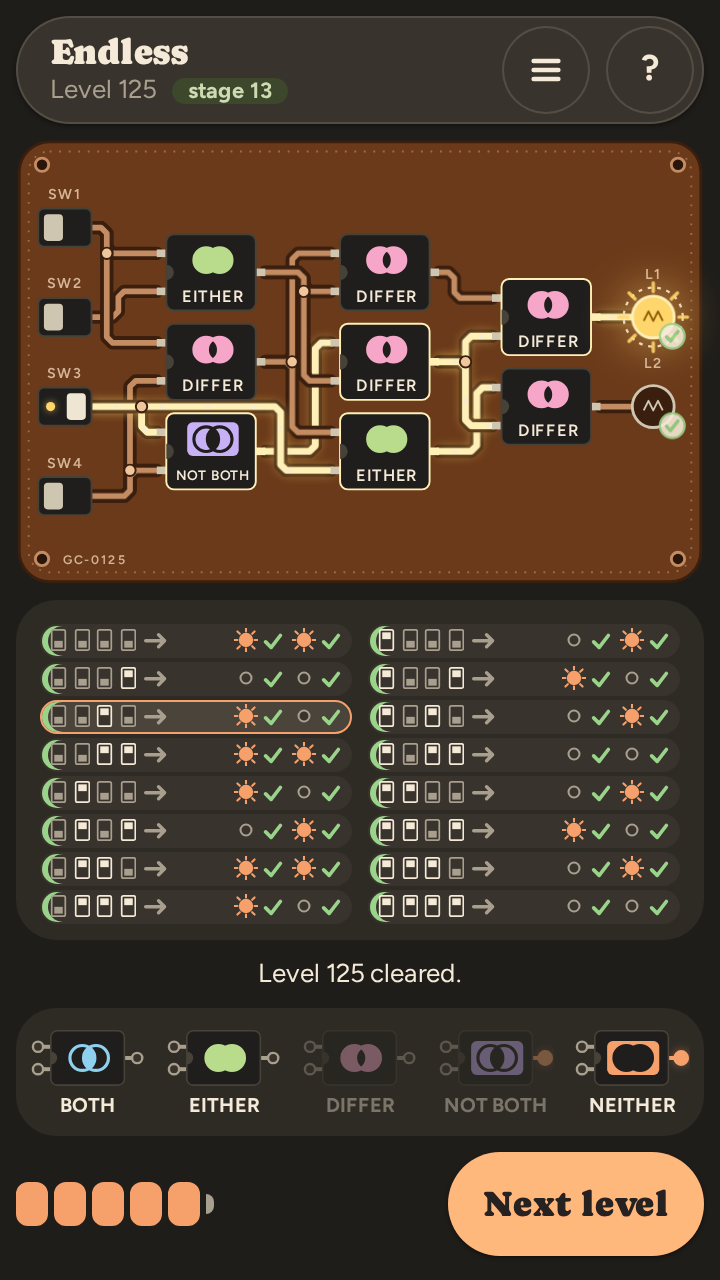 Endless
Level 125 stage 13
?
SW1
SW2
SW3
SW4
EITHER
DIFFER
NOT BOTH
DIFFER
DIFFER
EITHER
DIFFER
DIFFER
L1
L2
GC-0125
Level 125 cleared.
BOTH
EITHER
DIFFER
NOT BOTH
NEITHER
Next level